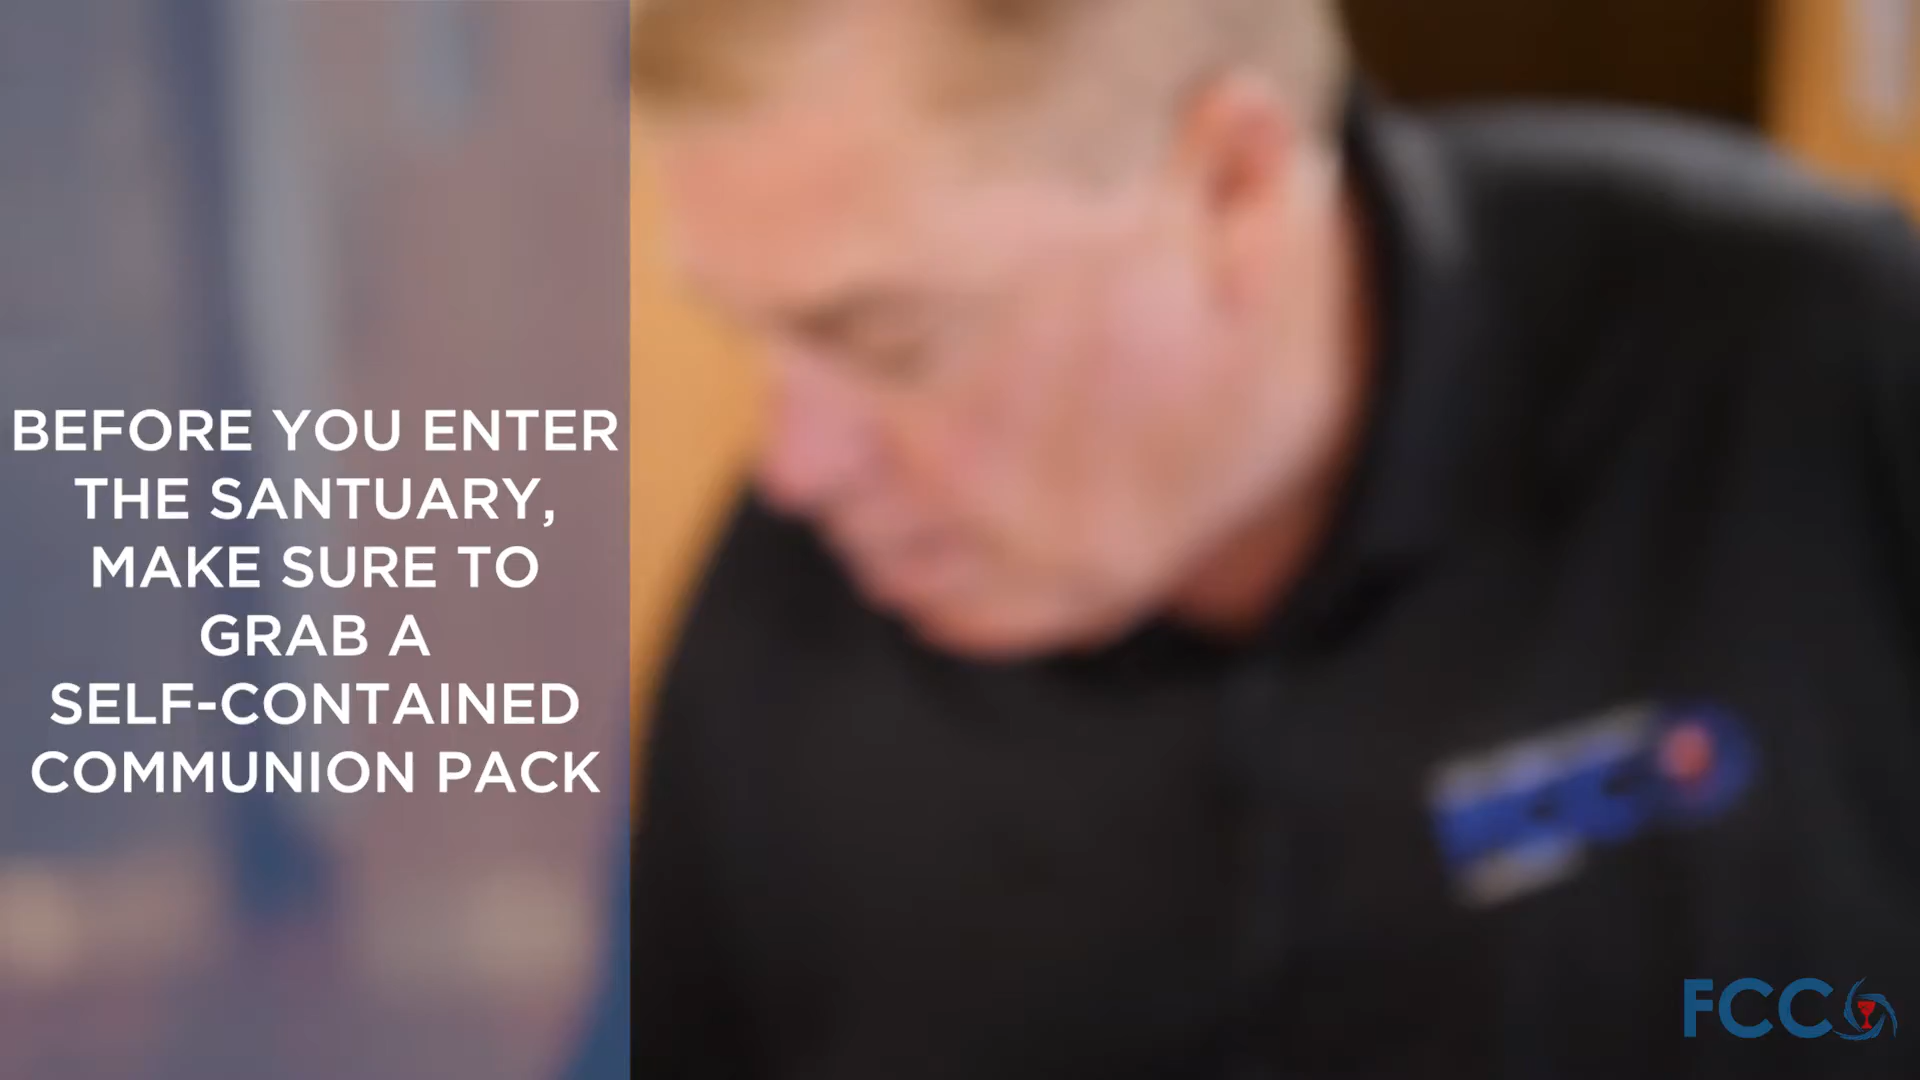 BEFORE YOU ENTER
THE SANTUARY,
MAKE SURE TO
GRAB A
SELF-CONTAINED
COMMUNION PACK
FCC